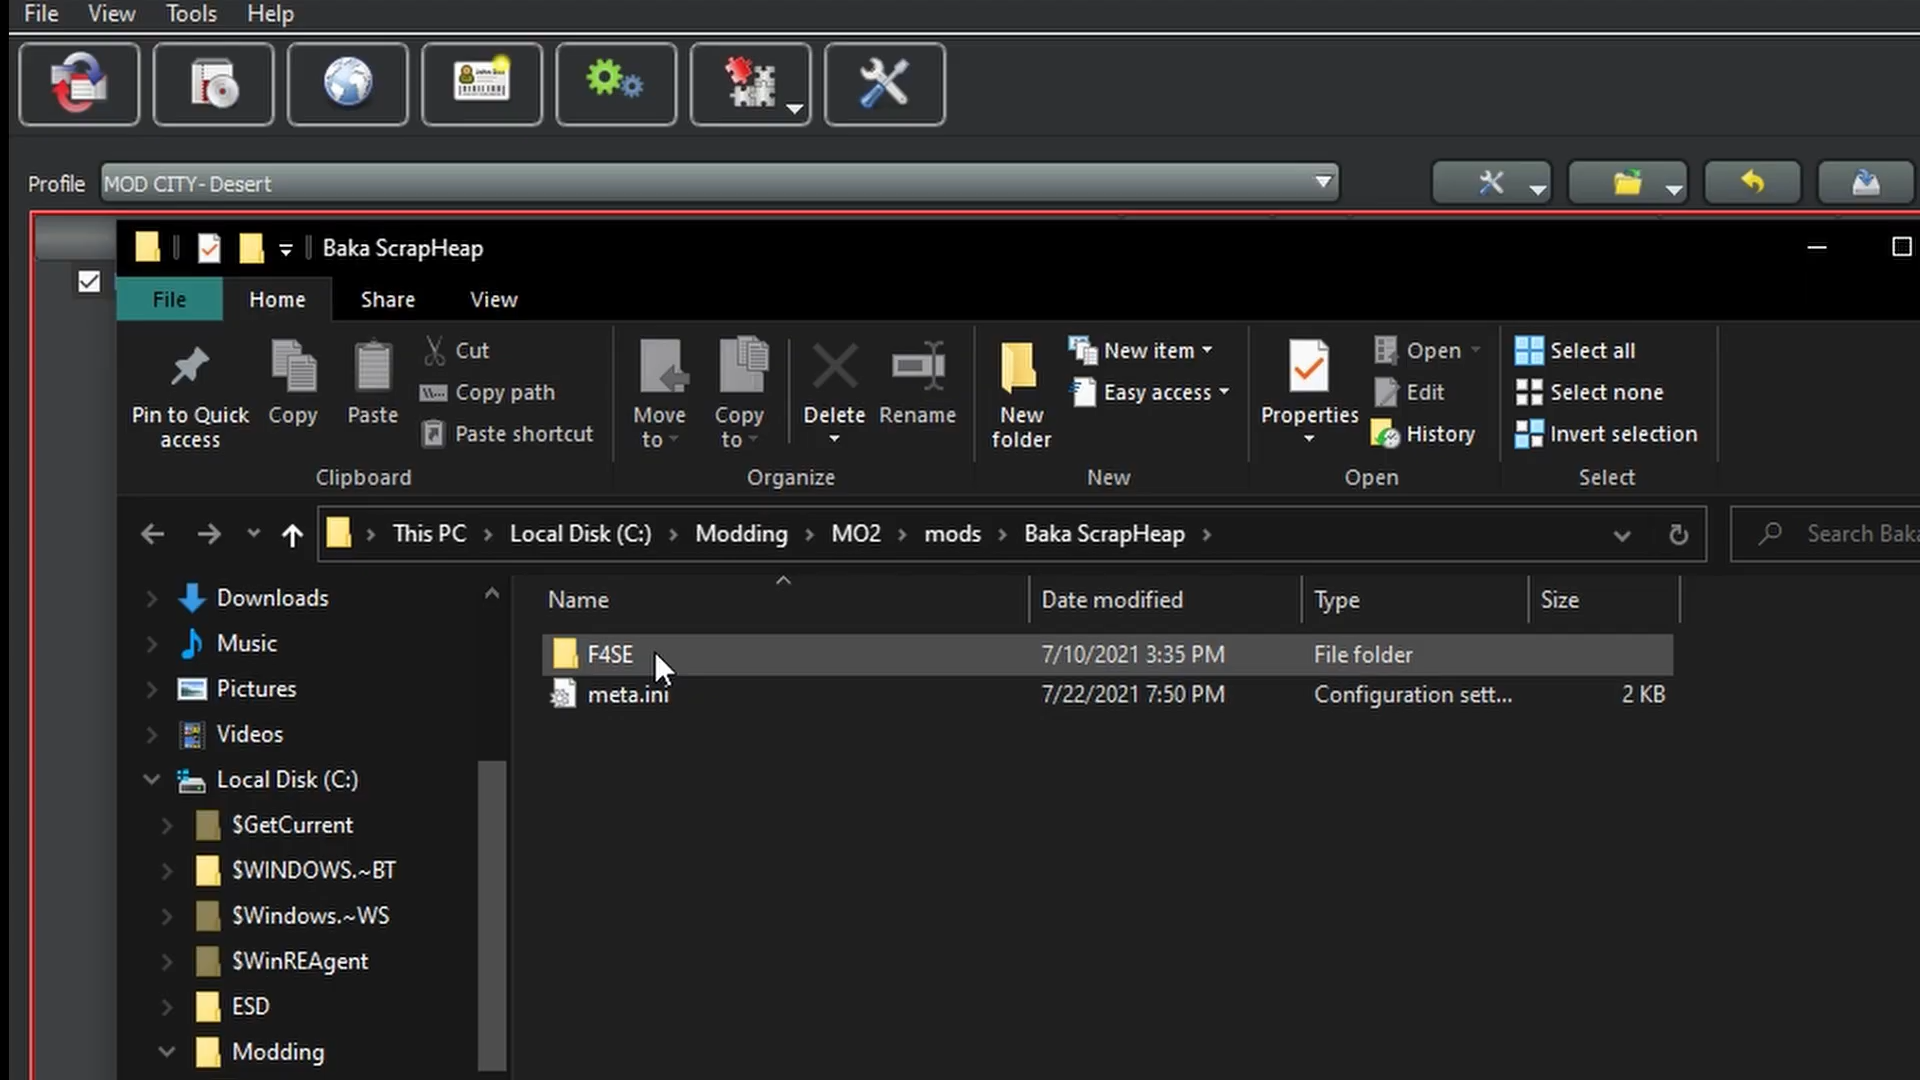 File View Tools Help
Profile MOD CITY- Desert
Baka ScrapHeap
File Home Share View
Pin to Quick access
Copy
Paste
Cut
Copy path
Paste shortcut
Clipboard
Move to
Copy to
Delete
Rename
Organize
New folder
New item
Easy access
New
Properties
Open
Edit
History
Open
Select all
Select none
Invert selection
Select
This PC > Local Disk (C:) > Modding > MO2 > mods > Baka ScrapHeap >
Search Baka
Name Date modified Type Size
F4SE 7/10/2021 3:35 PM File folder
meta.ini 7/22/2021 7:50 PM Configuration sett... 2 KB
Downloads
Music
Pictures
Videos
Local Disk (C:)
$GetCurrent
$WINDOWS.~BT
$Windows.~WS
$WinREAgent
ESD
Modding